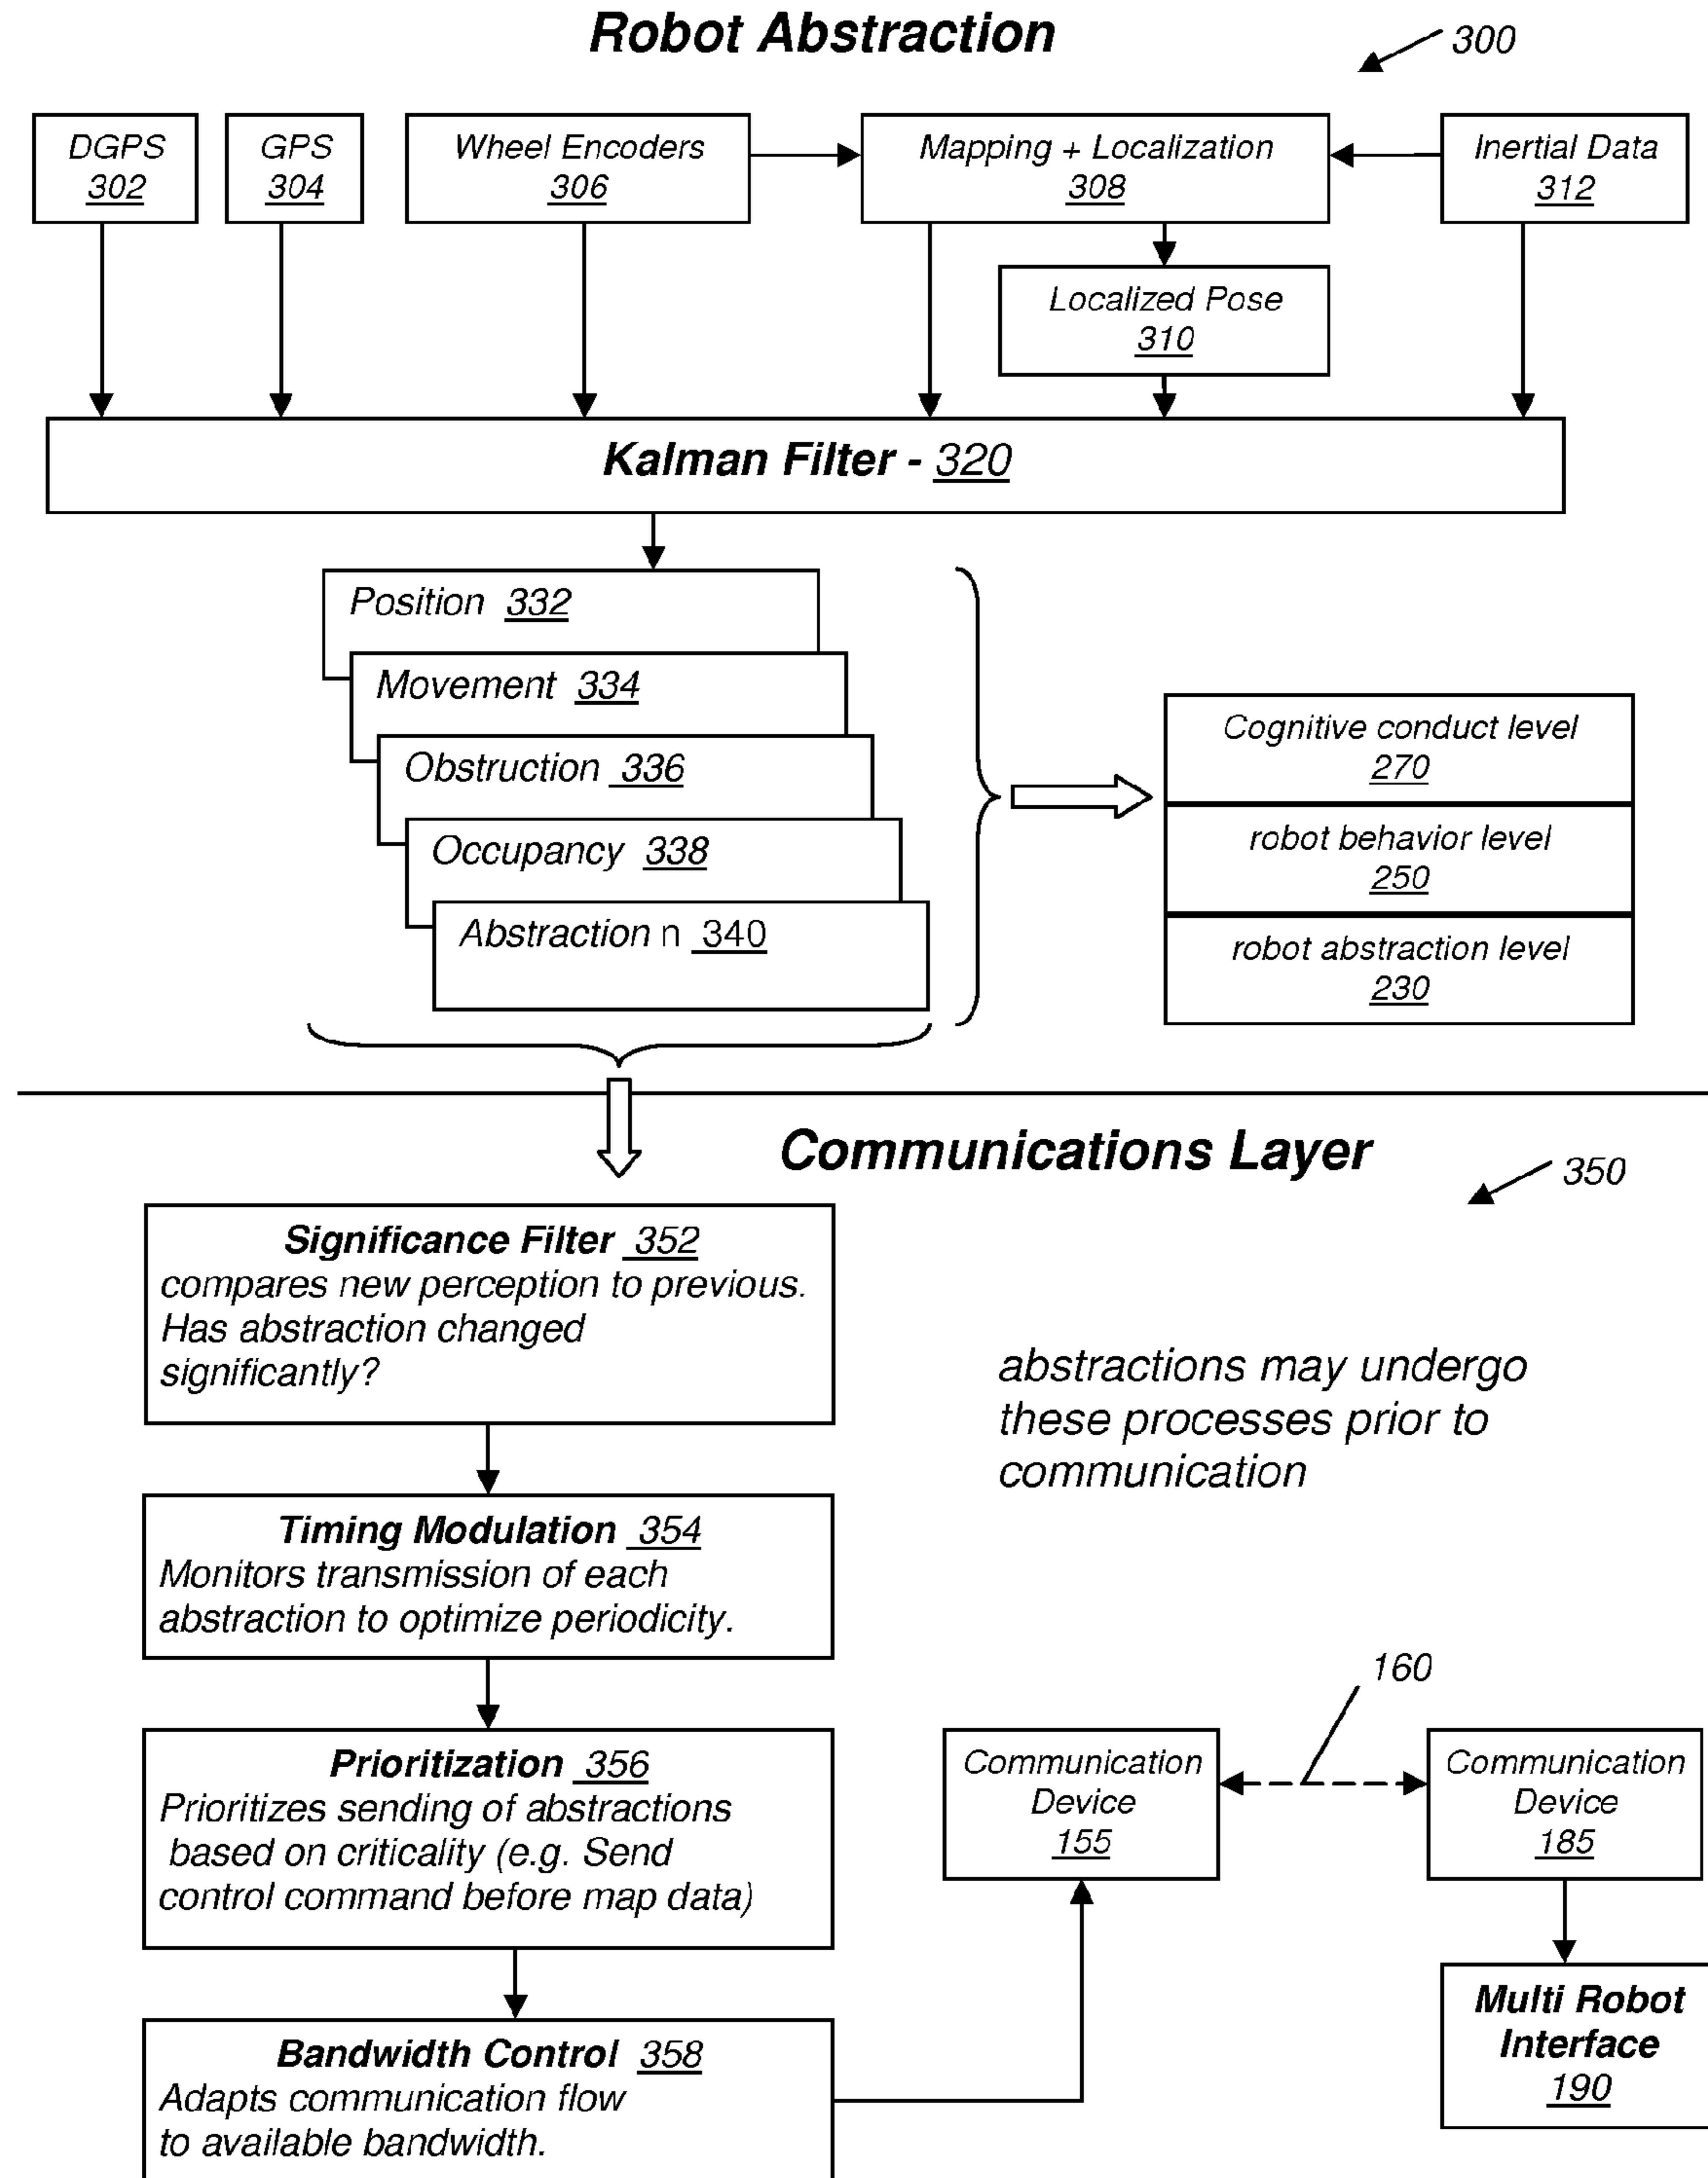 Robot Abstraction
300
DGPS
302
GPS
304
Wheel Encoders
306
Mapping + Localization
308
Inertial Data
312
Localized Pose
310
Kalman Filter - 320
Position 332
Movement 334
Obstruction 336
Occupancy 338
Abstraction n 340
Cognitive conduct level
270
robot behavior level
250
robot abstraction level
230
Communications Layer
350
Significance Filter 352
compares new perception to previous.
Has abstraction changed
significantly?
abstractions may undergo
these processes prior to
communication
Timing Modulation 354
Monitors transmission of each
abstraction to optimize periodicity.
160
Prioritization 356
Prioritizes sending of abstractions
based on criticality (e.g. Send
control command before map data)
Communication
Device
155
Communication
Device
185
Bandwidth Control 358
Adapts communication flow
to available bandwidth.
Multi Robot
Interface
190